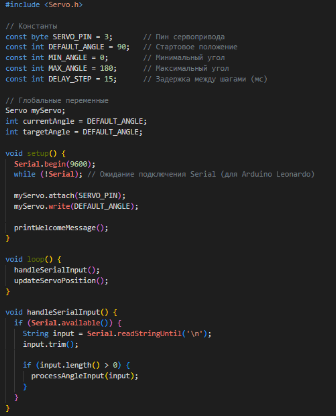 #include <Servo.h>
// Константы
const byte SERVO_PIN = 3;       // Пин сервопривода
const int DEFAULT_ANGLE = 90;   // Стартовое положение
const int MIN_ANGLE = 0;        // Минимальный угол
const int MAX_ANGLE = 180;      // Максимальный угол
const int DELAY_STEP = 15;      // Задержка между шагами (мс)
// Глобальные переменные
Servo myServo;
int currentAngle = DEFAULT_ANGLE;
int targetAngle = DEFAULT_ANGLE;
void setup() {
  Serial.begin(9600);
  while (!Serial); // Ожидание подключения Serial (для Arduino Leonardo)
  myServo.attach(SERVO_PIN);
  myServo.write(DEFAULT_ANGLE);
  printWelcomeMessage();
}
void loop() {
  handleSerialInput();
  updateServoPosition();
}
void handleSerialInput() {
  if (Serial.available()) {
    String input = Serial.readStringUntil('\n');
    input.trim();
    if (input.length() > 0) {
      processAngleInput(input);
    }
  }
}